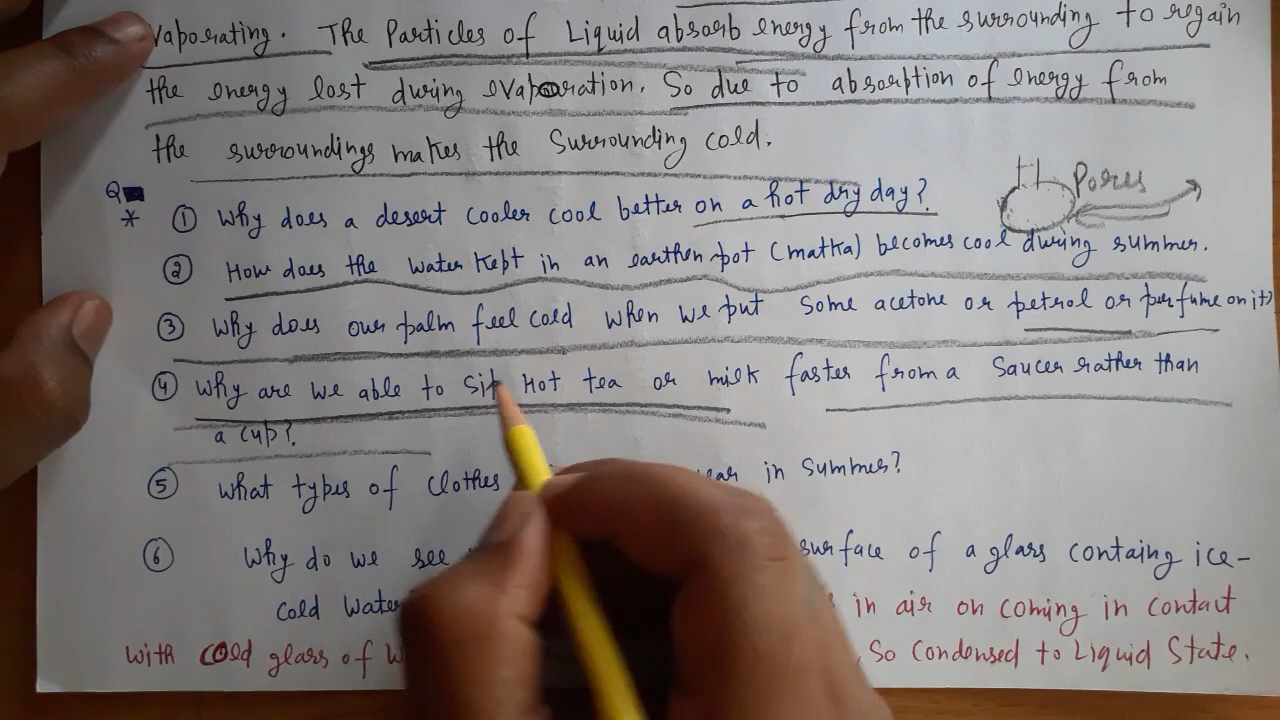 Vaporating. The Particles of Liquid absorb energy from the surrounding to regain
the energy lost during evaporation. So due to absorption of energy from
the surroundings makes the Surrounding cold.
Q
* ① Why does a desert cooler cool better on a hot dry day?
Pores
② How does the water kept in an earthen pot (matka) becomes cool during summer.
③ Why does our palm feel cold when we put some acetone or petrol or perfume on it?
④ Why are we able to sip hot tea or milk faster from a saucer rather than
a cup?
⑤ What types of clothes in summer?
⑥ Why do we see surface of a glass containg ice-
cold water in air on coming in contact
with cold glass of , So condensed to Liquid State.